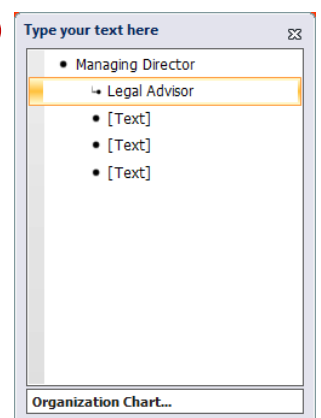 Type your text here
Managing Director
Legal Advisor
[Text]
[Text]
[Text]
Organization Chart...